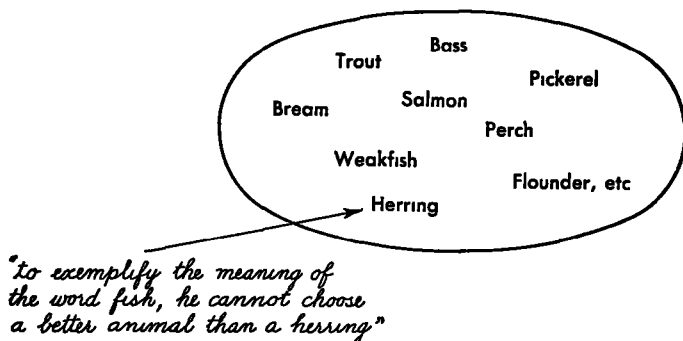 Bass
Trout
Pickerel
Salmon
Bream
Perch
Weakfish
Flounder, etc
Herring
"to exemplify the meaning of
the word fish, he cannot choose
a better animal than a herring"